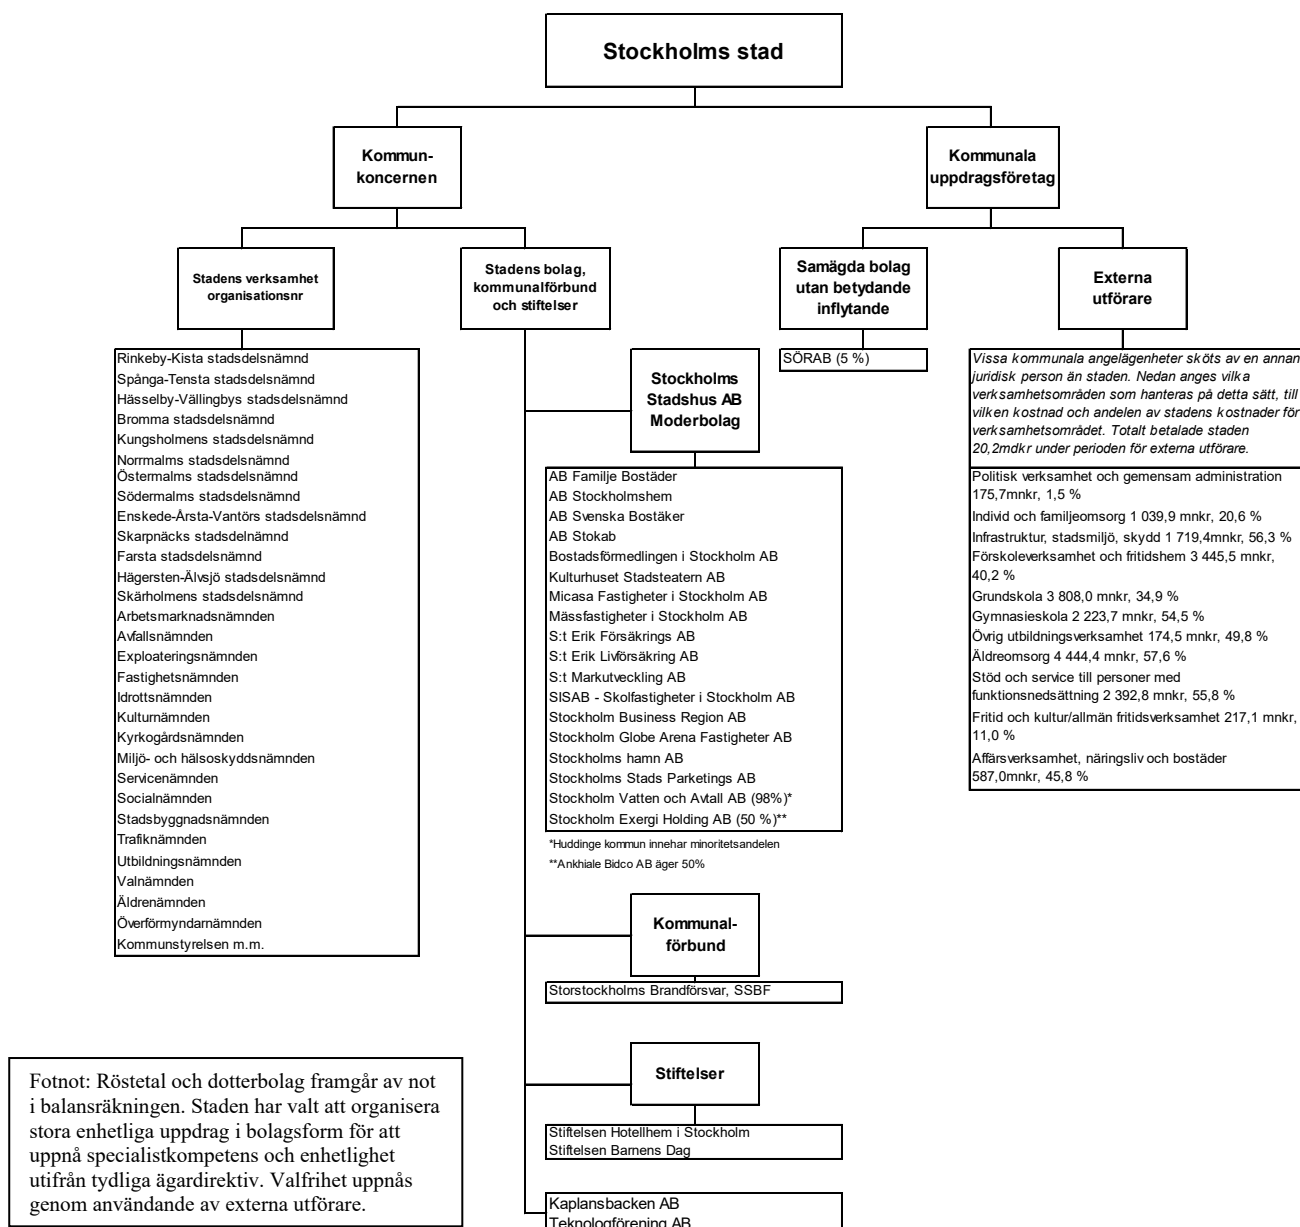 Stockholms stad
Kommun-
koncernen
Kommunala
uppdragsföretag
Stadens verksamhet
organisationsnr
Stadens bolag,
kommunalförbund
och stiftelser
Samägda bolag
utan betydande
inflytande
Externa
utförare
Rinkeby-Kista stadsdelsnämnd
Spånga-Tensta stadsdelsnämnd
Hässelby-Vällingbys stadsdelsnämnd
Bromma stadsdelsnämnd
Kungsholmens stadsdelsnämnd
Norrmalms stadsdelsnämnd
Östermalms stadsdelsnämnd
Södermalms stadsdelsnämnd
Enskede-Årsta-Vantörs stadsdelsnämnd
Skarpnäcks stadsdelsnämnd
Farsta stadsdelsnämnd
Hägersten-Älvsjö stadsdelsnämnd
Skärholmens stadsdelsnämnd
Arbetsmarknadsnämnden
Avfallsnämnden
Exploateringsnämnden
Fastighetsnämnden
Idrottsnämnden
Kulturnämnden
Kyrkogårdsnämnden
Miljö- och hälsoskyddsnämnden
Servicenämnden
Socialnämnden
Stadsbyggnadsnämnden
Trafiknämnden
Utbildningsnämnden
Valnämnden
Äldrenämnden
Överförmyndarnämnden
Kommunstyrelsen m.m.
Stockholms
Stadshus AB
Moderbolag
AB Familje Bostäder
AB Stockholmshem
AB Svenska Bostäker
AB Stokab
Bostadsförmedlingen i Stockholm AB
Kulturhuset Stadsteatern AB
Micasa Fastigheter i Stockholm AB
Mässfastigheter i Stockholm AB
S:t Erik Försäkrings AB
S:t Erik Livförsäkring AB
S:t Markutveckling AB
SISAB - Skolfastigheter i Stockholm AB
Stockholm Business Region AB
Stockholm Globe Arena Fastigheter AB
Stockholms hamn AB
Stockholms Stads Parketings AB
Stockholm Vatten och Avtall AB (98%)*
Stockholm Exergi Holding AB (50 %)**
*Huddinge kommun innehar minoritetsandelen
**Ankhiale Bidco AB äger 50%
Kommunal-
förbund
Storstockholms Brandförsvar, SSBF
Stiftelser
Stiftelsen Hotellhem i Stockholm
Stiftelsen Barnens Dag
Kaplansbacken AB
Teknologförening AB
SÖRAB (5 %)
Vissa kommunala angelägenheter sköts av en annan
juridisk person än staden. Nedan anges vilka
verksamhetsområden som hanteras på detta sätt, till
vilken kostnad och andelen av stadens kostnader för
verksamhetsområdet. Totalt betalade staden
20,2mdkr under perioden för externa utförare.
Politisk verksamhet och gemensam administration
175,7mnkr, 1,5 %
Individ och familjeomsorg 1 039,9 mnkr, 20,6 %
Infrastruktur, stadsmiljö, skydd 1 719,4mnkr, 56,3 %
Förskoleverksamhet och fritidshem 3 445,5 mnkr,
40,2 %
Grundskola 3 808,0 mnkr, 34,9 %
Gymnasieskola 2 223,7 mnkr, 54,5 %
Övrig utbildningsverksamhet 174,5 mnkr, 49,8 %
Äldreomsorg 4 444,4 mnkr, 57,6 %
Stöd och service till personer med
funktionsnedsättning 2 392,8 mnkr, 55,8 %
Fritid och kultur/allmän fritidsverksamhet 217,1 mnkr,
11,0 %
Affärsverksamhet, näringsliv och bostäder
587,0mnkr, 45,8 %
Fotnot: Röstetal och dotterbolag framgår av not
i balansräkningen. Staden har valt att organisera
stora enhetliga uppdrag i bolagsform för att
uppnå specialistkompetens och enhetlighet
utifrån tydliga ägardirektiv. Valfrihet uppnås
genom användande av externa utförare.